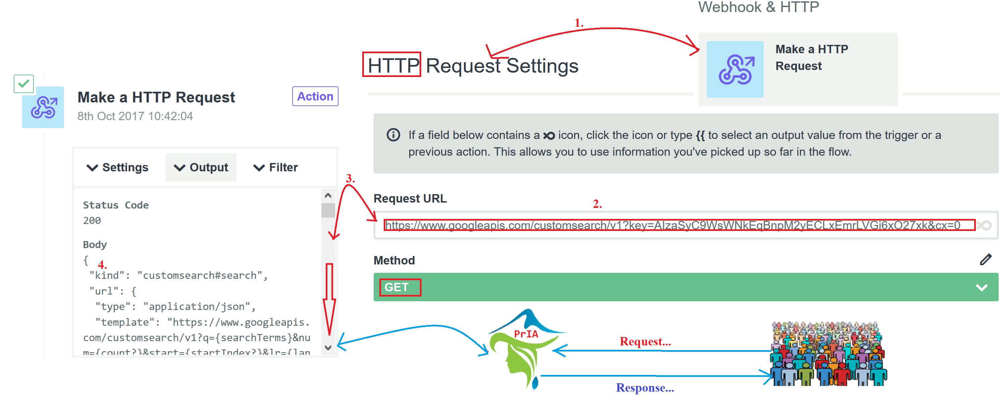 Webhook & HTTP
1.
Make a HTTP
Request
HTTP Request Settings
Make a HTTP Request
Action
8th Oct 2017 10:42:04
If a field below contains a icon, click the icon or type {{ to select an output value from the trigger or a
previous action. This allows you to use information you've picked up so far in the flow.
Settings
Output
Filter
3.
Request URL
2.
https://www.googleapis.com/customsearch/v1?key=AIzaSyC9WsWNkEqBnpM2yECLxEmrLVGi6xO27xk&cx=0
Status Code
200
Body
{
4.
"kind": "customsearch#search",
"url": {
"type": "application/json",
"template": "https://www.googleapis.
com/customsearch/v1?q={searchTerms}&nu
m={count?}&start={startIndex?}&lr={lan
Method
GET
PrIA
Request...
Response...